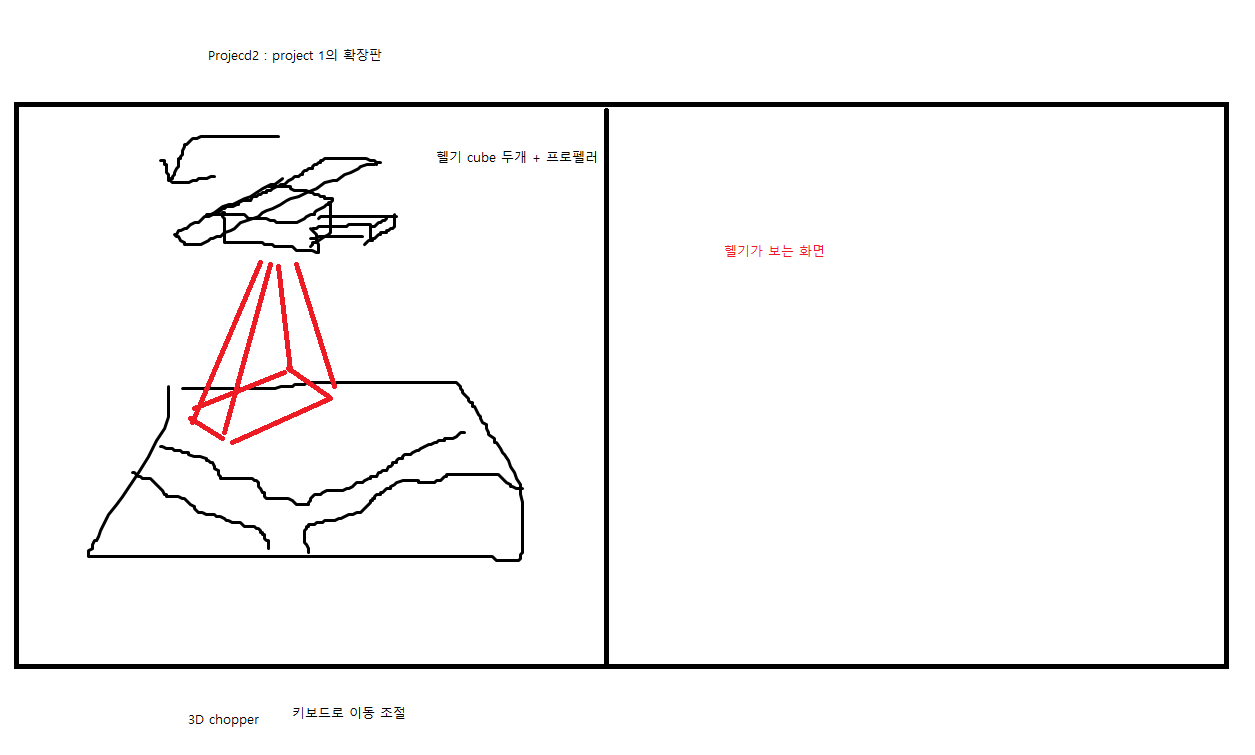 Projecd2 : project 1의 확장판
헬기 cube 두개 + 프로펠러
헬기가 보는 화면
3D chopper
키보드로 이동 조절